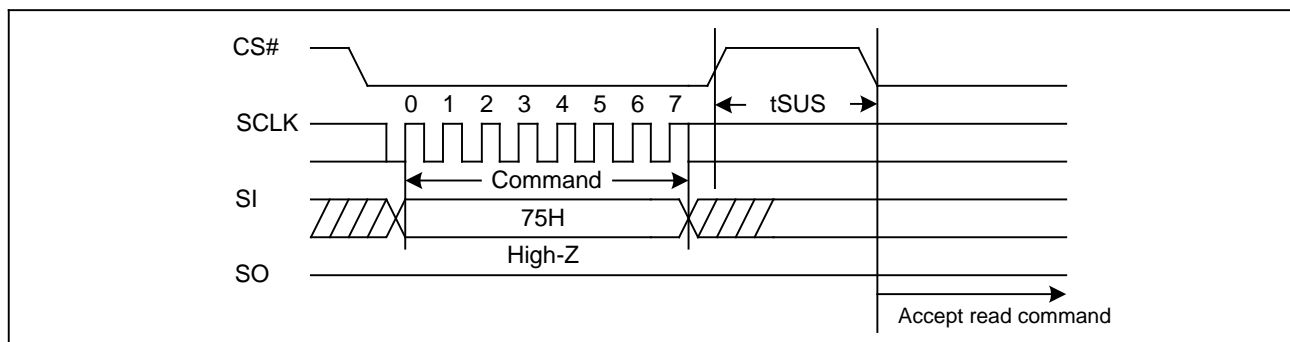 CS#
tSUS
0 1 2 3 4 5 6 7
SCLK
Command
SI
75H
High-Z
SO
Accept read command